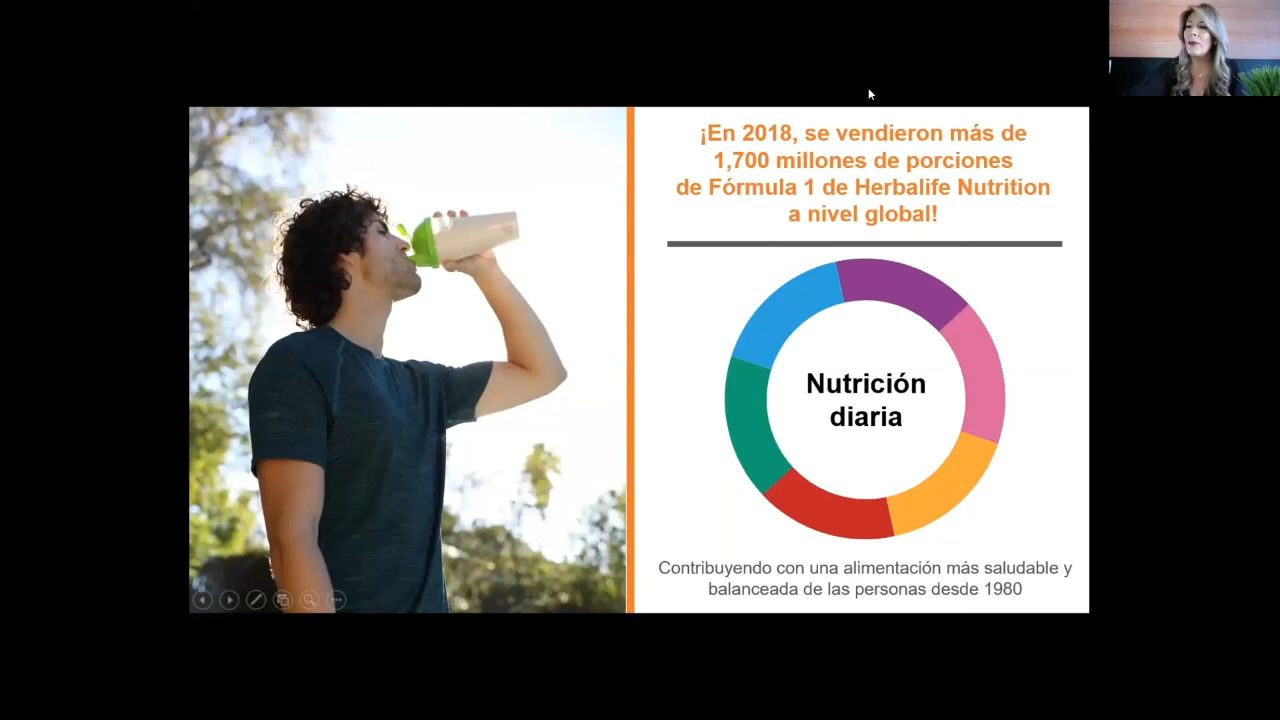 ¡En 2018, se vendieron más de
1,700 millones de porciones
de Fórmula 1 de Herbalife Nutrition
a nivel global!
Nutrición
diaria
Contribuyendo con una alimentación más saludable y
balanceada de las personas desde 1980